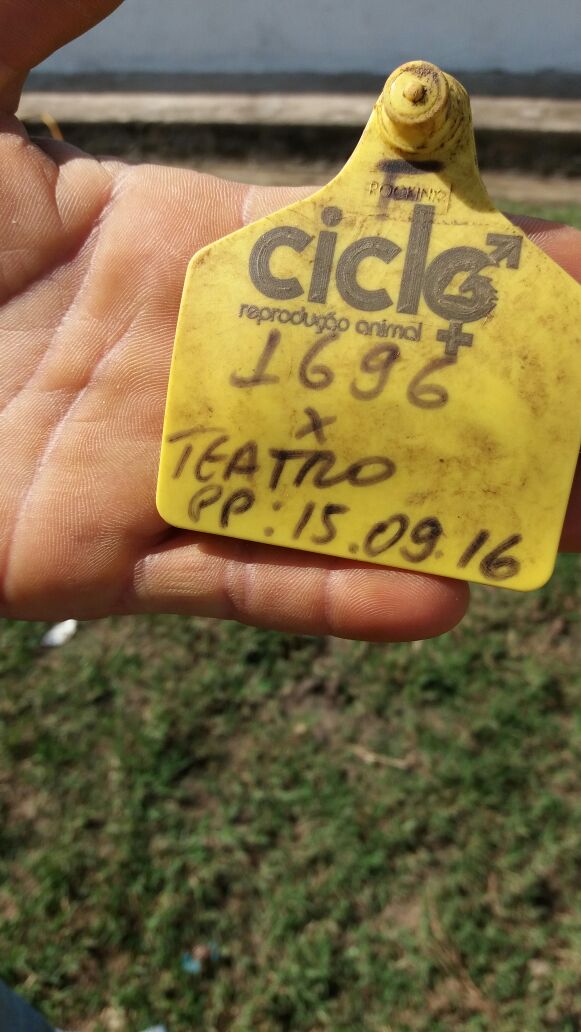 ciclo
reprodução animal
1696
x
TEATRO
PP: 15.09.16